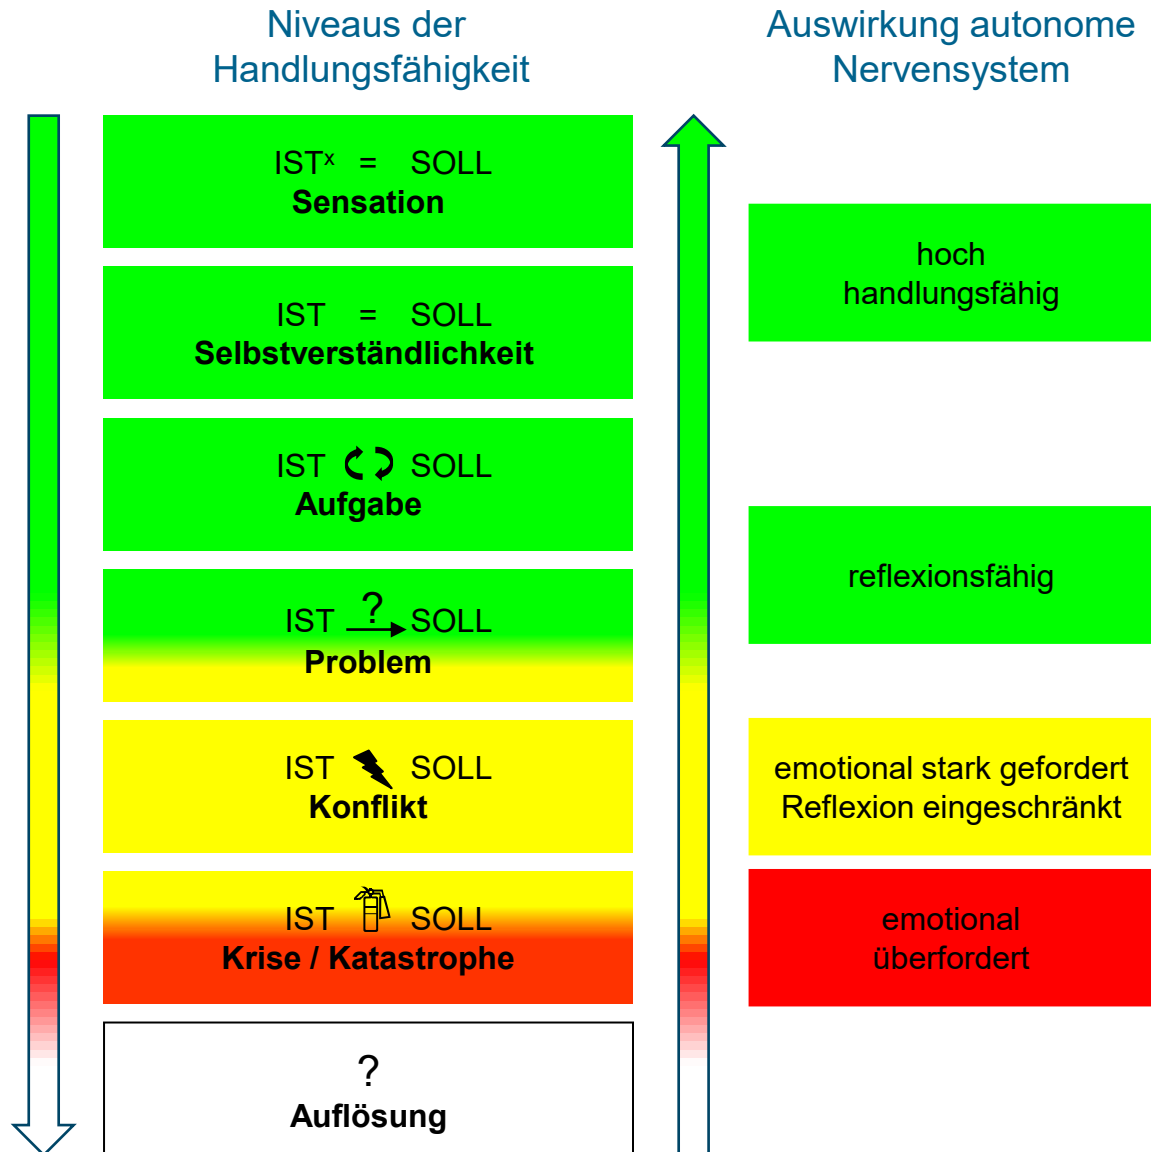 Niveaus der
Handlungsfähigkeit
Auswirkung autonome
Nervensystem
ISTˣ = SOLL
Sensation
IST = SOLL
Selbstverständlichkeit
IST SOLL
Aufgabe
IST ? SOLL
Problem
IST SOLL
Konflikt
IST SOLL
Krise / Katastrophe
?
Auflösung
hoch
handlungsfähig
reflexionsfähig
emotional stark gefordert
Reflexion eingeschränkt
emotional
überfordert